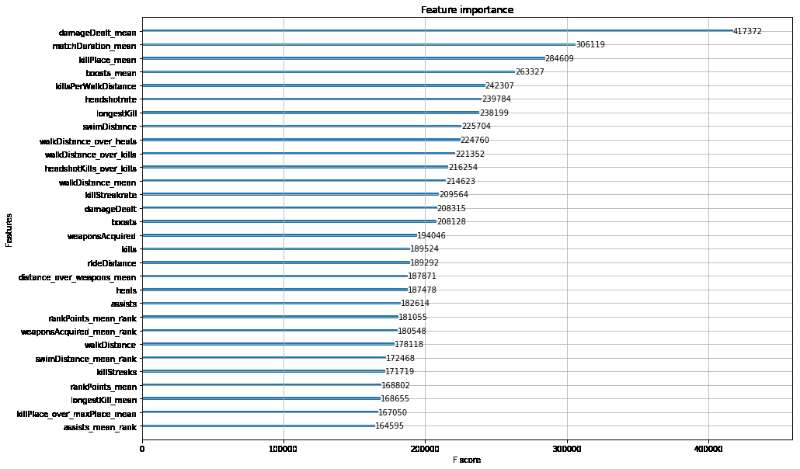 Feature importance
damageDealt_mean 417372
matchDuration_mean 306119
killPlace_mean 284609
boosts_mean 263327
killsPerWalkDistance 242307
headshotrate 239784
longestKill 238199
swimDistance 225704
walkDistance_over_heals 224760
walkDistance_over_kills 221352
headshotKills_over_kills 216254
walkDistance_mean 214623
killStreakrate 209564
damageDealt 208315
boosts 208128
weaponsAcquired 194046
kills 189524
rideDistance 189292
distance_over_weapons_mean 187871
heals 187478
assists 182614
rankPoints_mean_rank 181055
weaponsAcquired_mean_rank 180548
walkDistance 178118
swimDistance_mean_rank 172468
killStreaks 171719
rankPoints_mean 168802
longestKill_mean 168655
killPlace_over_maxPlace_mean 167050
assists_mean_rank 164595
Features
0 100000 200000 300000 400000
F score